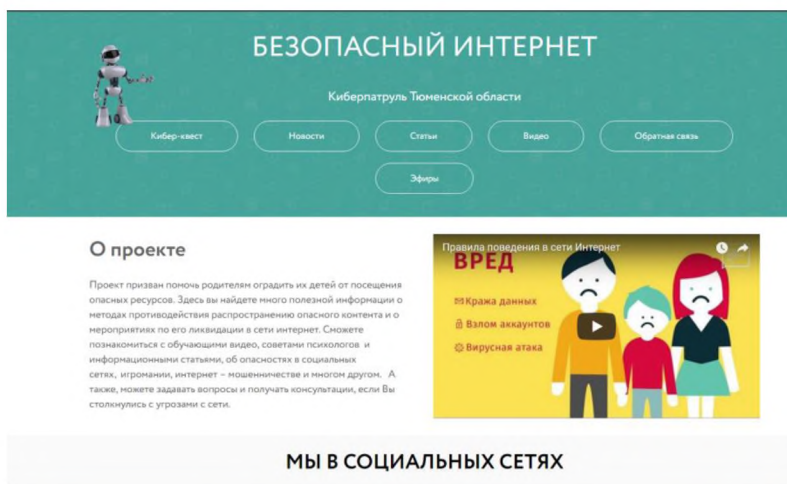 БЕЗОПАСНЫЙ ИНТЕРНЕТ
Киберпатруль Тюменской области
Кибер-квест
Новости
Статьи
Видео
Обратная связь
Эфиры
О проекте
Проект призван помочь родителям оградить их детей от посещения
опасных ресурсов. Здесь вы найдете много полезной информации о
методах противодействия распространению опасного контента и о
мероприятиях по его ликвидации в сети интернет. Сможете
познакомиться с обучающими видео, советами психологов и
информационными статьями, об опасностях в социальных
сетях, игромании, интернет – мошенничестве и многом другом. А
также, можете задавать вопросы и получать консультации, если Вы
столкнулись с угрозами с сети.
Правила поведения в сети Интернет
ВРЕД
Кража данных
Взлом аккаунтов
Вирусная атака
МЫ В СОЦИАЛЬНЫХ СЕТЯХ